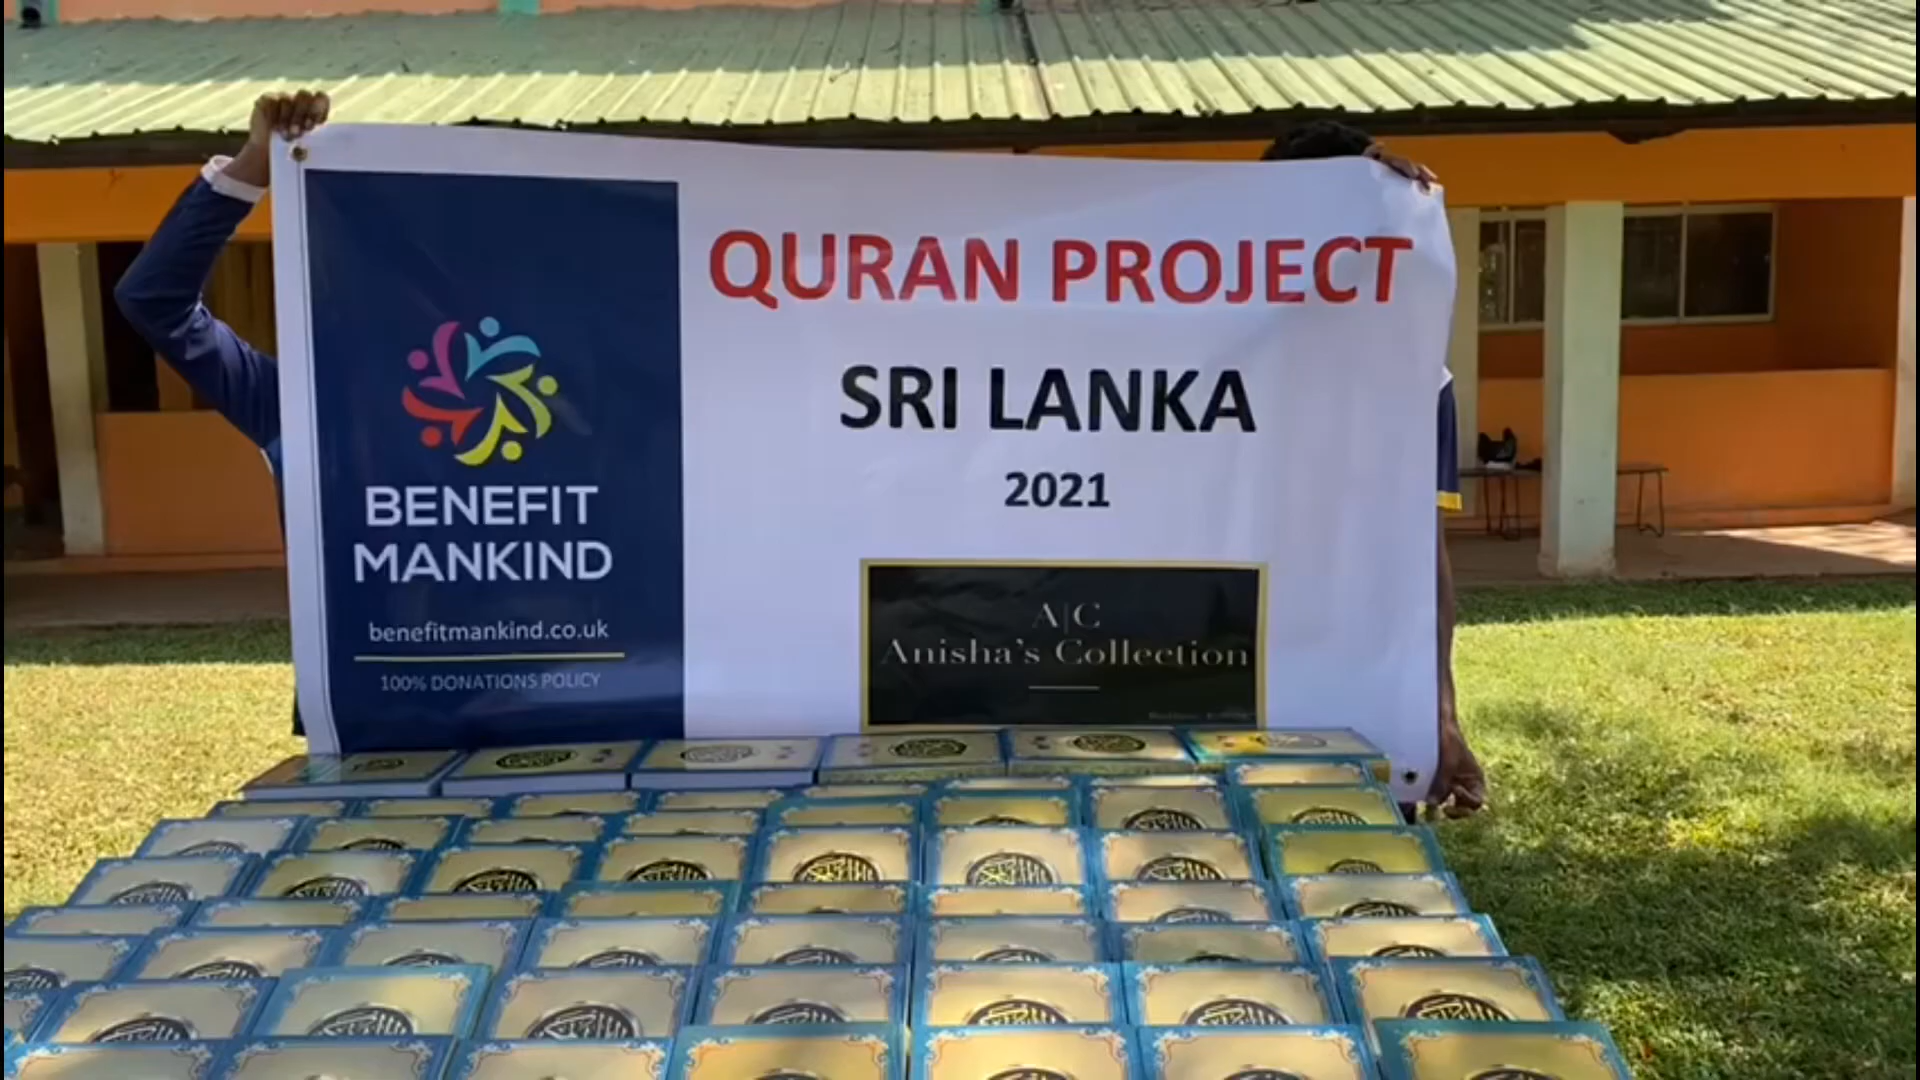 QURAN PROJECT
SRI LANKA
2021
BENEFIT
MANKIND
benefitmankind.co.uk
100% DONATIONS POLICY
A|C
Anisha's Collection